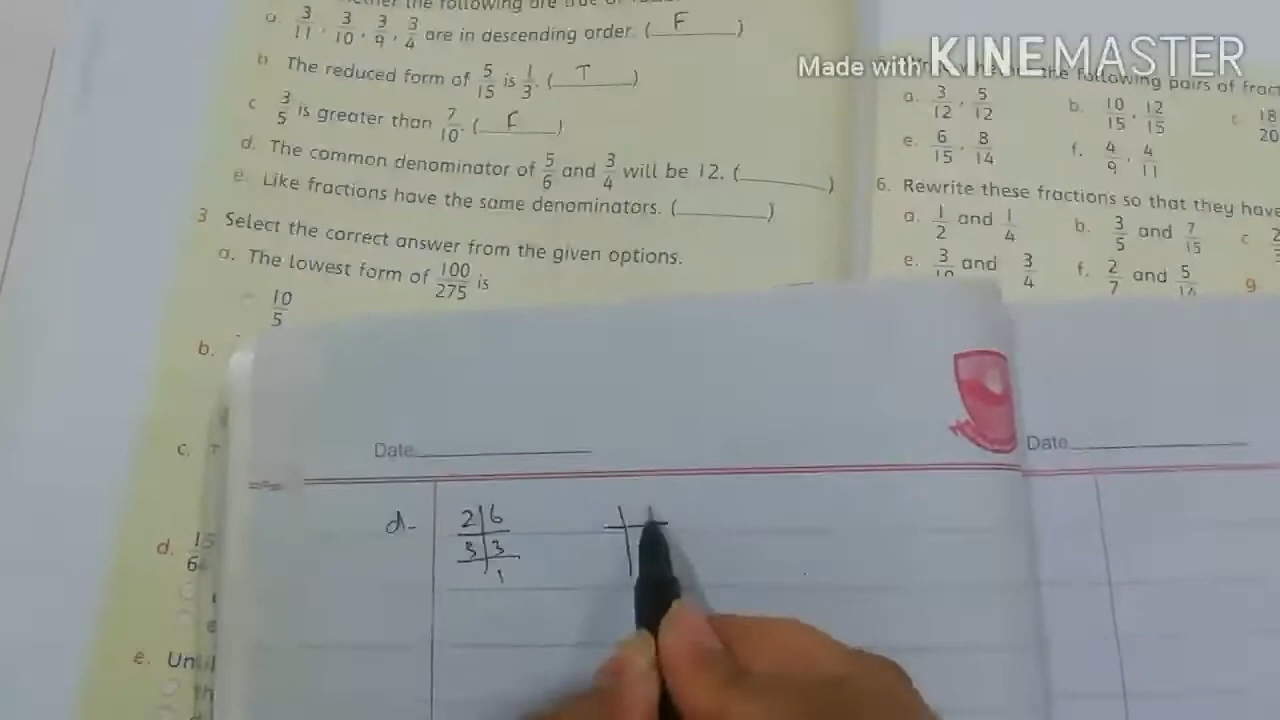 the following are true or
a. 3/11, 3/10, 3/9, 3/4 are in descending order. ( F )
b The reduced form of 5/15 is 1/3. ( T )
c 3/5 is greater than 7/10. ( F )
d. The common denominator of 5/6 and 3/4 will be 12. (________)
e. Like fractions have the same denominators. (________)
3 Select the correct answer from the given options.
a. The lowest form of 100/275 is
10/5
b.
c.
d. 15
e.
Made with KINEMASTER
the following pairs of
a. 3/12, 5/12 b. 10/15, 12/15 c. 18/20
e. 6/15, 8/14 f. 4/9, 4/11
6. Rewrite these fractions so that they have
a. 1/2 and 1/4 b. 3/5 and 7/15 c
e. 3/10 and 3/4 f. 2/7 and 5/14
9.
Date
Date
d- 2 | 6
3 | 3
1